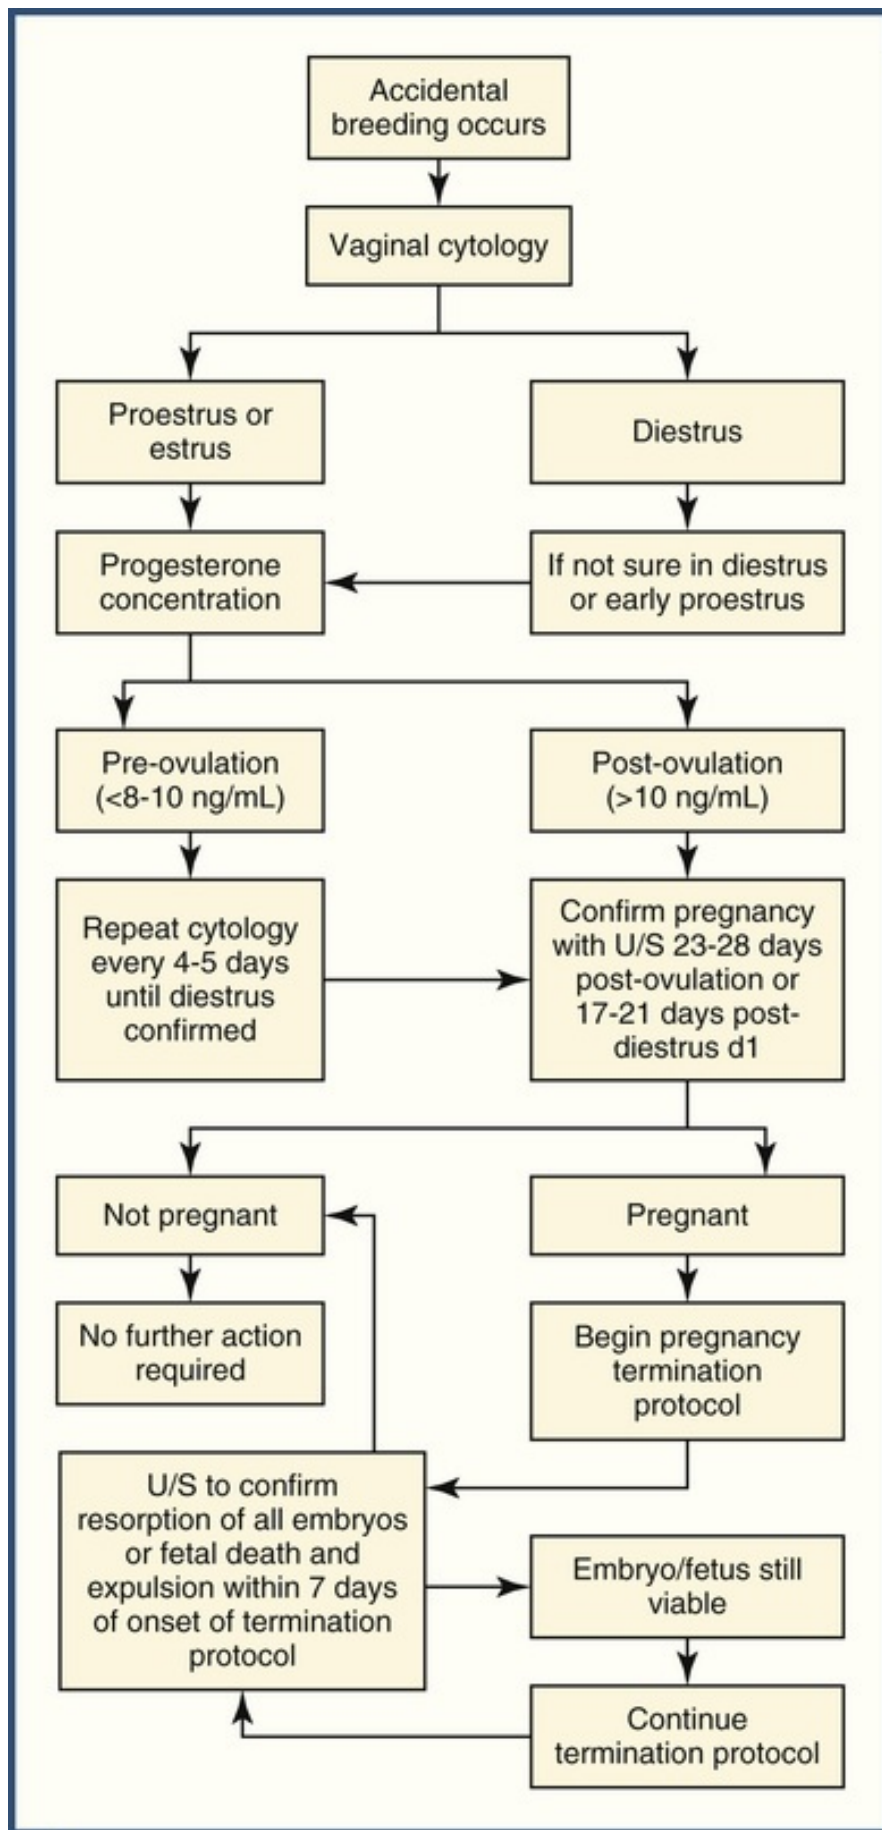 Accidental
breeding occurs
Vaginal cytology
Proestrus or
estrus
Diestrus
Progesterone
concentration
If not sure in diestrus
or early proestrus
Pre-ovulation
(<8-10 ng/mL)
Post-ovulation
(>10 ng/mL)
Repeat cytology
every 4-5 days
until diestrus
confirmed
Confirm pregnancy
with U/S 23-28 days
post-ovulation or
17-21 days post-
diestrus d1
Not pregnant
Pregnant
No further action
required
Begin pregnancy
termination
protocol
U/S to confirm
resorption of all embryos
or fetal death and
expulsion within 7 days
of onset of termination
protocol
Embryo/fetus still
viable
Continue
termination protocol